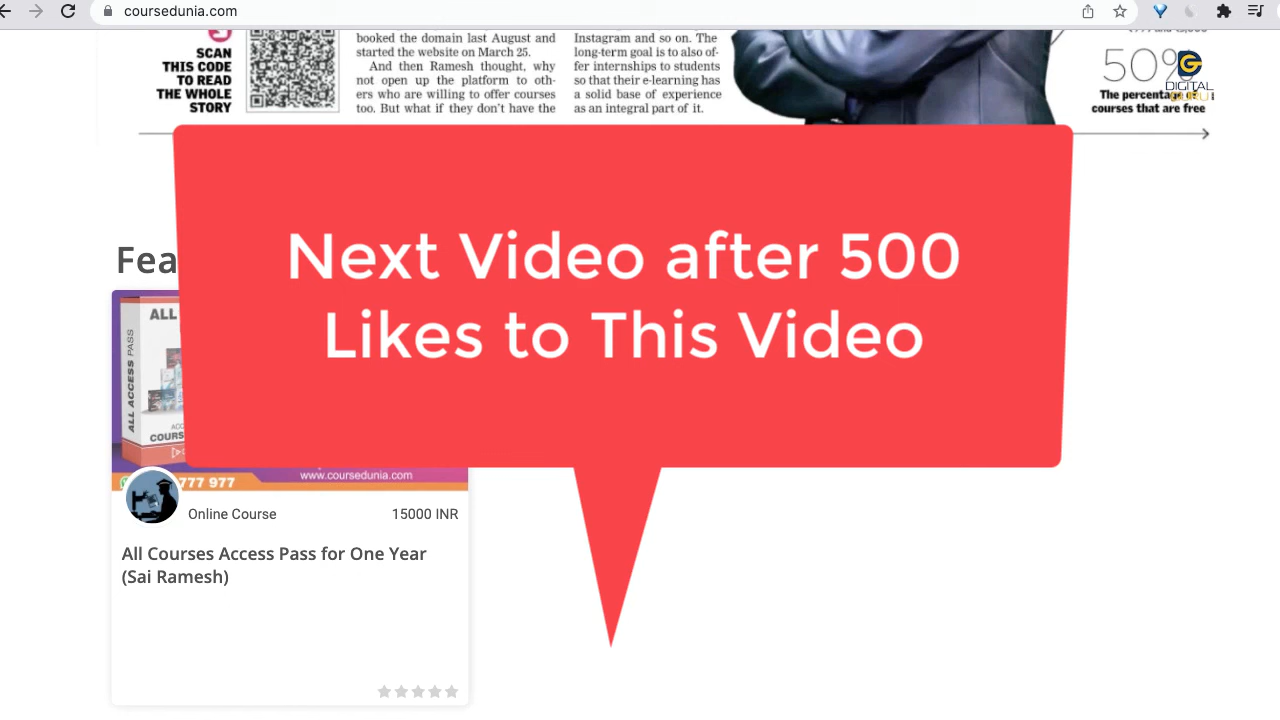 coursedunia.com
SCAN
THIS CODE
TO READ
THE WHOLE
STORY
booked the domain last August and
started the website on March 25.
And then Ramesh thought, why
not open up the platform to oth-
ers who are willing to offer courses
too. But what if they don't have the
Instagram and so on. The
long-term goal is to also of-
fer internships to students
so that their e-learning has
a solid base of experience
as an integral part of it.
50%
DIGITAL
The percentage of
courses that are free
Next Video after 500
Likes to This Video
Fea
ALL
ALL ACCESS PASS
COURS
www.coursedunia.com
777 977
Online Course
15000 INR
All Courses Access Pass for One Year
(Sai Ramesh)